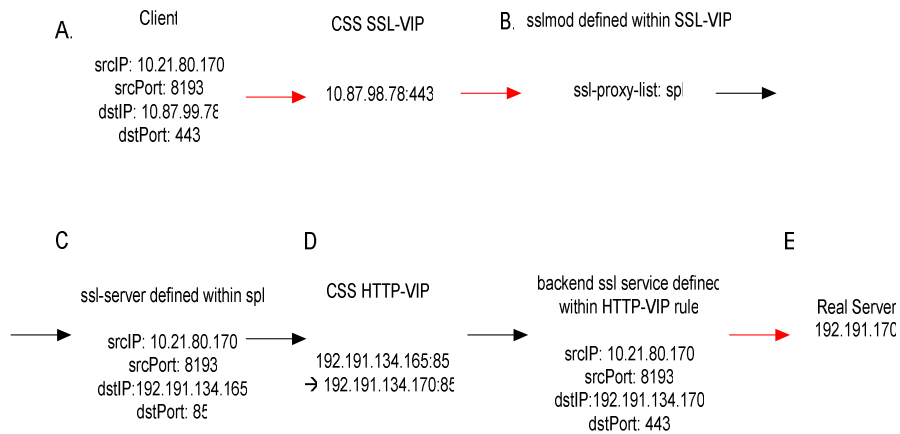 A.
Client
srcIP: 10.21.80.170
srcPort: 8193
dstIP: 10.87.99.78
dstPort: 443
CSS SSL-VIP
10.87.98.78:443
B.
sslmod defined within SSL-VIP
ssl-proxy-list: spl
C
ssl-server defined within spl
srcIP: 10.21.80.170
srcPort: 8193
dstIP:192.191.134.165
dstPort: 85
D
CSS HTTP-VIP
192.191.134.165:85
→ 192.191.134.170:85
backend ssl service defined
within HTTP-VIP rule
srcIP: 10.21.80.170
srcPort: 8193
dstIP:192.191.134.170
dstPort: 443
E
Real Server
192.191.170